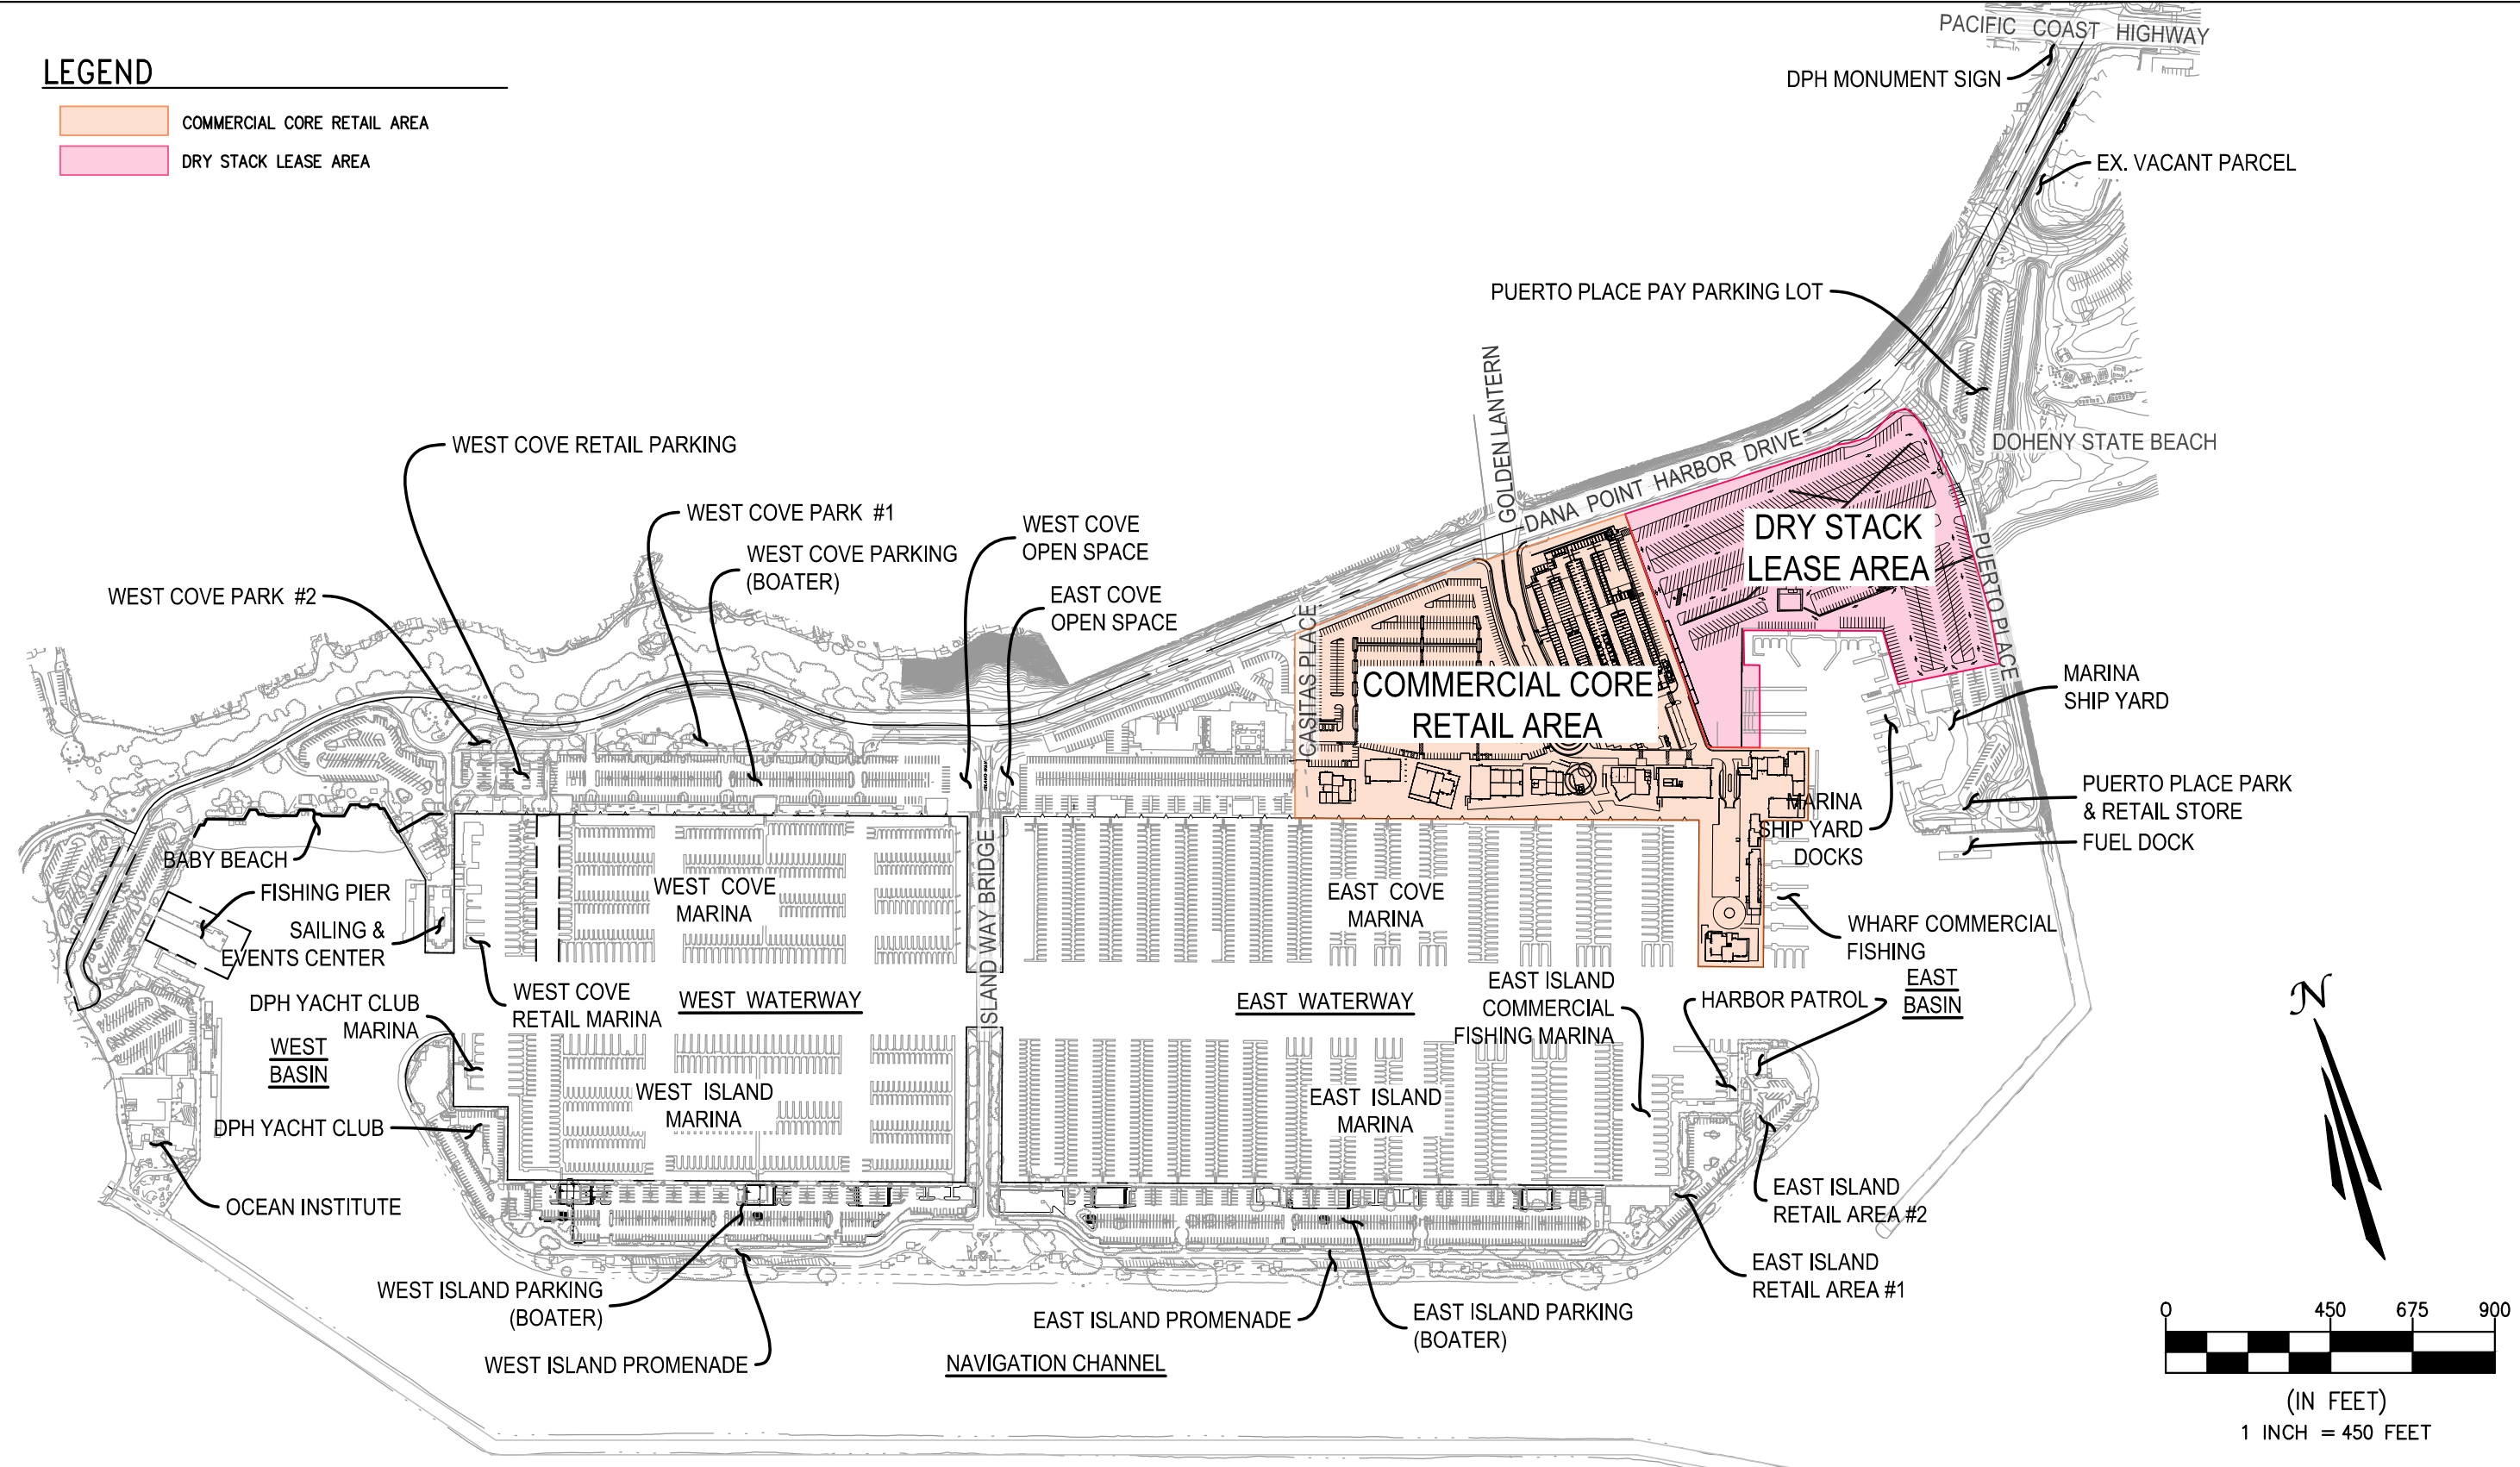 PACIFIC COAST HIGHWAY
DPH MONUMENT SIGN
LEGEND
COMMERCIAL CORE RETAIL AREA
DRY STACK LEASE AREA
EX. VACANT PARCEL
PUERTO PLACE PAY PARKING LOT
GOLDEN LANTERN
DANA POINT HARBOR DRIVE
DOHENY STATE BEACH
WEST COVE RETAIL PARKING
WEST COVE PARK #1
WEST COVE PARKING
(BOATER)
WEST COVE
OPEN SPACE
EAST COVE
OPEN SPACE
WEST COVE PARK #2
DRY STACK
LEASE AREA
PUERTO PLACE
CASITAS PLACE
COMMERCIAL CORE
RETAIL AREA
MARINA
SHIP YARD
PUERTO PLACE PARK
& RETAIL STORE
FUEL DOCK
MARINA
SHIP YARD
DOCKS
BABY BEACH
FISHING PIER
SAILING &
EVENTS CENTER
WEST COVE
MARINA
ISLAND WAY BRIDGE
EAST COVE
MARINA
WHARF COMMERCIAL
FISHING
DPH YACHT CLUB
MARINA
WEST COVE
RETAIL MARINA
WEST WATERWAY
EAST WATERWAY
EAST ISLAND
COMMERCIAL
FISHING MARINA
HARBOR PATROL
EAST
BASIN
WEST
BASIN
WEST ISLAND
MARINA
EAST ISLAND
MARINA
DPH YACHT CLUB
OCEAN INSTITUTE
EAST ISLAND
RETAIL AREA #2
EAST ISLAND
RETAIL AREA #1
WEST ISLAND PARKING
(BOATER)
WEST ISLAND PROMENADE
EAST ISLAND PROMENADE
EAST ISLAND PARKING
(BOATER)
NAVIGATION CHANNEL
N
0 450 675 900
(IN FEET)
1 INCH = 450 FEET